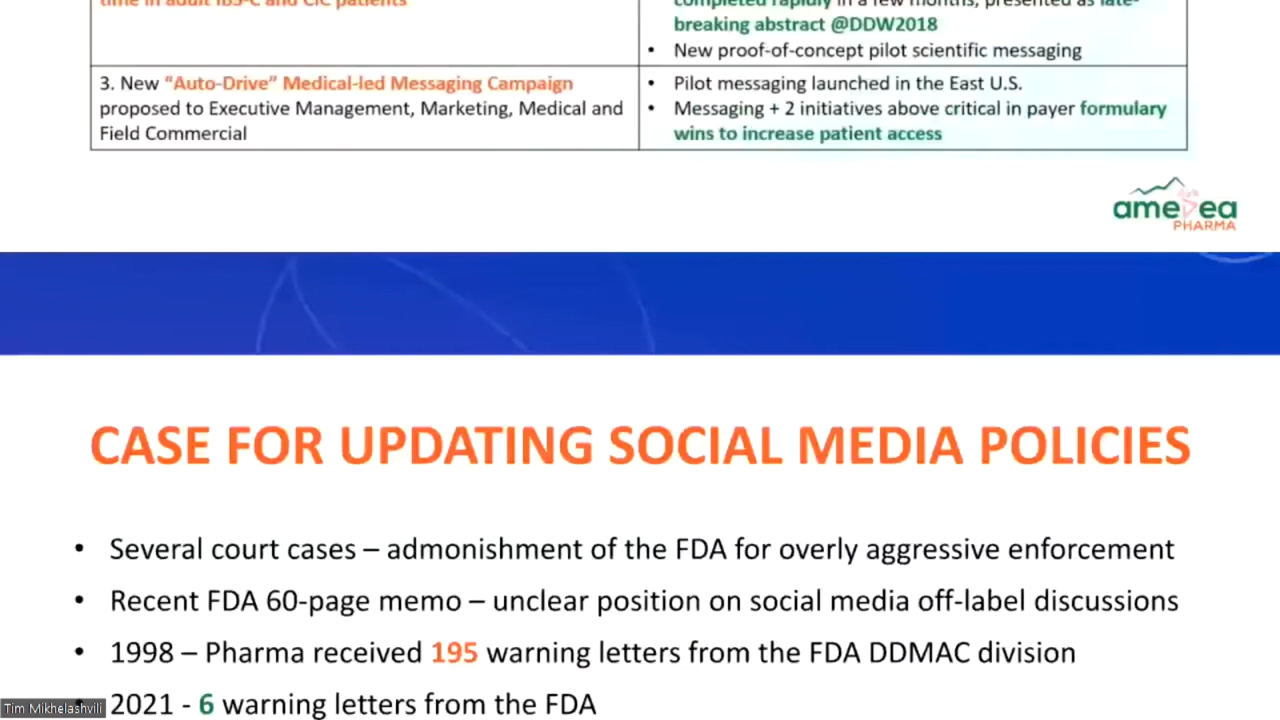 time in adult IBS-C and CIC patients
completed rapidly in a few months, presented as late-
breaking abstract @DDW2018
• New proof-of-concept pilot scientific messaging
3. New “Auto-Drive” Medical-led Messaging Campaign
proposed to Executive Management, Marketing, Medical and
Field Commercial
• Pilot messaging launched in the East U.S.
• Messaging + 2 initiatives above critical in payer formulary
wins to increase patient access
amedea
PHARMA
CASE FOR UPDATING SOCIAL MEDIA POLICIES
• Several court cases – admonishment of the FDA for overly aggressive enforcement
• Recent FDA 60-page memo – unclear position on social media off-label discussions
• 1998 – Pharma received 195 warning letters from the FDA DDMAC division
• 2021 - 6 warning letters from the FDA
Tim Mikhelashvili